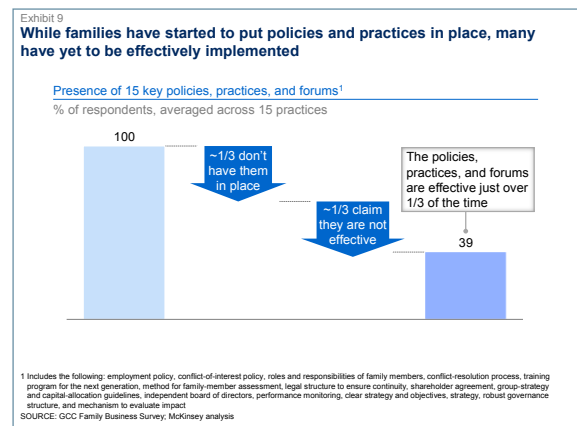 Exhibit 9
While families have started to put policies and practices in place, many
have yet to be effectively implemented
Presence of 15 key policies, practices, and forums1
% of respondents, averaged across 15 practices
100
~1/3 don't
have them
in place
~1/3 claim
they are not
effective
The policies,
practices, and forums
are effective just over
1/3 of the time
39
1 Includes the following: employment policy, conflict-of-interest policy, roles and responsibilities of family members, conflict-resolution process, training
program for the next generation, method for family-member assessment, legal structure to ensure continuity, shareholder agreement, group-strategy
and capital-allocation guidelines, independent board of directors, performance monitoring, clear strategy and objectives, strategy, robust governance
structure, and mechanism to evaluate impact
SOURCE: GCC Family Business Survey; McKinsey analysis